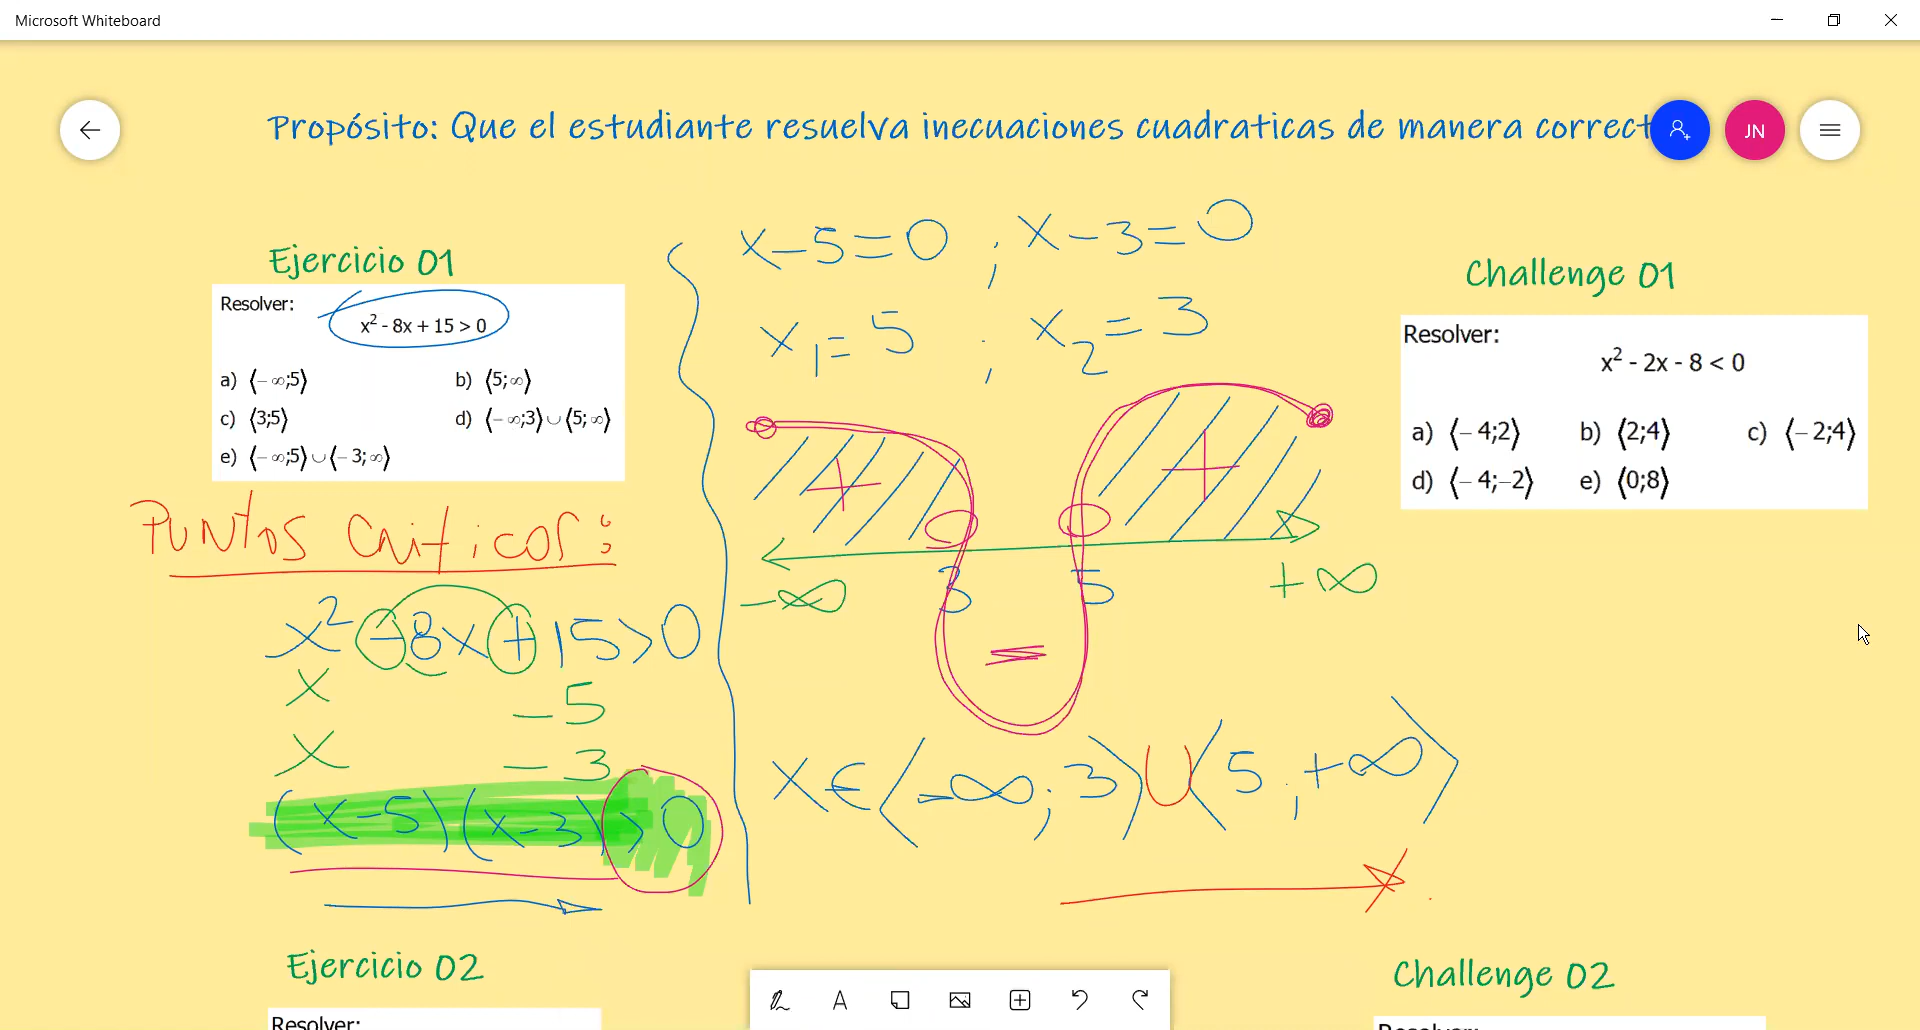 Microsoft Whiteboard
Propósito: Que el estudiante resuelva inecuaciones cuadraticas de manera correct
JN
Ejercicio 01
Resolver:
x² - 8x + 15 > 0
a) ⟨- ∞;5⟩ b) ⟨5; ∞⟩
c) ⟨3;5⟩ d) ⟨- ∞;3⟩ ∪ ⟨5; ∞⟩
e) ⟨- ∞;5⟩ ∪ ⟨- 3; ∞⟩
Puntos Criticos:
x² - 8x + 15 > 0
x -5
x -3
(x-5)(x-3) > 0
x-5=0 ; x-3=0
x₁= 5 ; x₂ = 3
+ +
3 5
-∞ +∞
-
x ∈ ⟨-∞; 3⟩ ∪ ⟨5 ; +∞⟩
Challenge 01
Resolver:
x² - 2x - 8 < 0
a) ⟨- 4;2⟩ b) ⟨2;4⟩ c) ⟨- 2;4⟩
d) ⟨- 4;-2⟩ e) ⟨0;8⟩
Ejercicio 02
Resolver:
Challenge 02
A